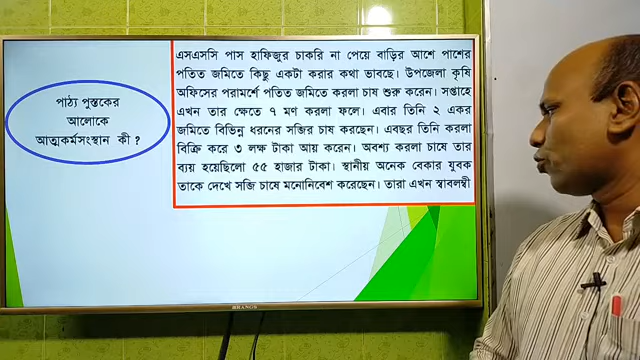 পাঠ্য পুস্তকের
আলোকে
আত্মকর্মসংস্থান কী ?
এসএসসি পাস হাফিজুর চাকরি না পেয়ে বাড়ির আশে পাশের
পতিত জমিতে কিছু একটা করার কথা ভাবছে। উপজেলা কৃষি
অফিসের পরামর্শে পতিত জমিতে করলা চাষ শুরু করেন। সপ্তাহে
এখন তার ক্ষেতে ৭ মণ করলা ফলে। এবার তিনি ২ একর
জমিতে বিভিন্ন ধরনের সব্জির চাষ করছেন। এবছর তিনি করলা
বিক্রি করে ৩ লক্ষ টাকা আয় করেন। অবশ্য করলা চাষে তার
ব্যয় হয়েছিলো ৫৫ হাজার টাকা। স্থানীয় অনেক বেকার যুবক
তাকে দেখে সব্জি চাষে মনোনিবেশ করেছেন। তারা এখন স্বাবলম্বী